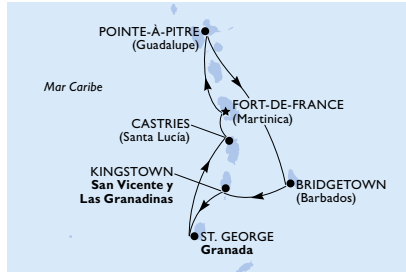 POINTE-À-PITRE
(Guadalupe)
Mar Caribe
FORT-DE-FRANCE
(Martinica)
CASTRIES
(Santa Lucía)
KINGSTOWN
San Vicente y
Las Granadinas
BRIDGETOWN
(Barbados)
ST. GEORGE
Granada